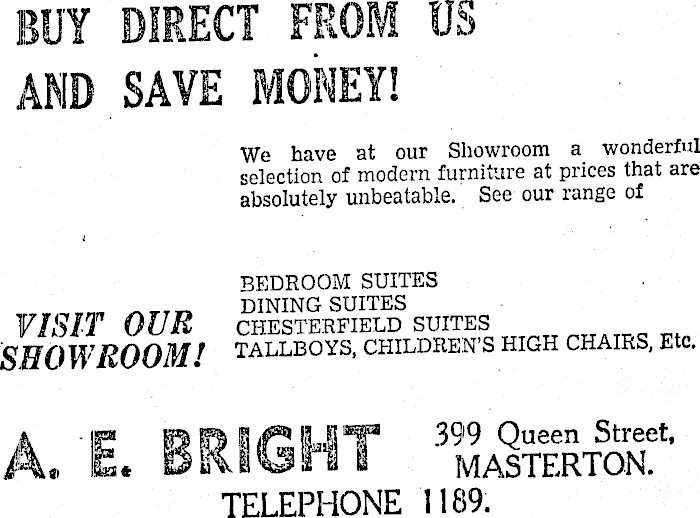 BUY DIRECT FROM US
AND SAVE MONEY!
We have at our Showroom a wonderful
selection of modern furniture at prices that are
absolutely unbeatable. See our range of
BEDROOM SUITES
DINING SUITES
CHESTERFIELD SUITES
TALLBOYS, CHILDREN'S HIGH CHAIRS, Etc.
VISIT OUR
SHOWROOM!
A. E. BRIGHT
399 Queen Street,
MASTERTON.
TELEPHONE 1189.